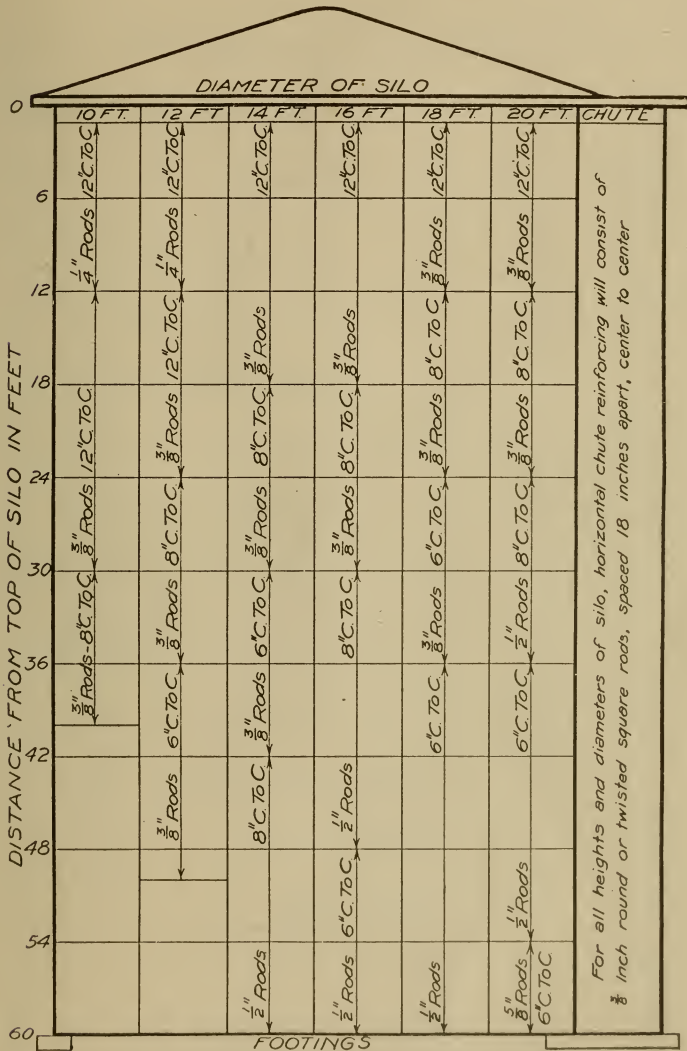 DIAMETER OF SILO
10 FT. 12 FT 14 FT. 16 FT. 18 FT. 20 FT. CHUTE
DISTANCE FROM TOP OF SILO IN FEET
0
6
12
18
24
30
36
42
48
54
60
1/4" Rods 12" C. To C.
3/8" Rods 12" C. To C.
3/8" Rods - 8" C. To C.
1/4" Rods 12" C. To C.
3/8" Rods 12" C. To C.
3/8" Rods 8" C. To C.
3/8" Rods 6" C. To C.
3/8" Rods 12" C. To C.
3/8" Rods 8" C. To C.
3/8" Rods 6" C. To C.
1/2" Rods 8" C. To C.
3/8" Rods 12" C. To C.
3/8" Rods 8" C. To C.
1/2" Rods 8" C. To C.
1/2" Rods 6" C. To C.
3/8" Rods 12" C. To C.
3/8" Rods 8" C. To C.
3/8" Rods 6" C. To C.
1/2" Rods 6" C. To C.
3/8" Rods 12" C. To C.
3/8" Rods 8" C. To C.
1/2" Rods 8" C. To C.
1/2" Rods 6" C. To C.
5/8" Rods
6" C. To C
For all heights and diameters of silo, horizontal chute reinforcing will consist of
3/8 inch round or twisted square rods, spaced 18 inches apart, center to center
FOOTINGS